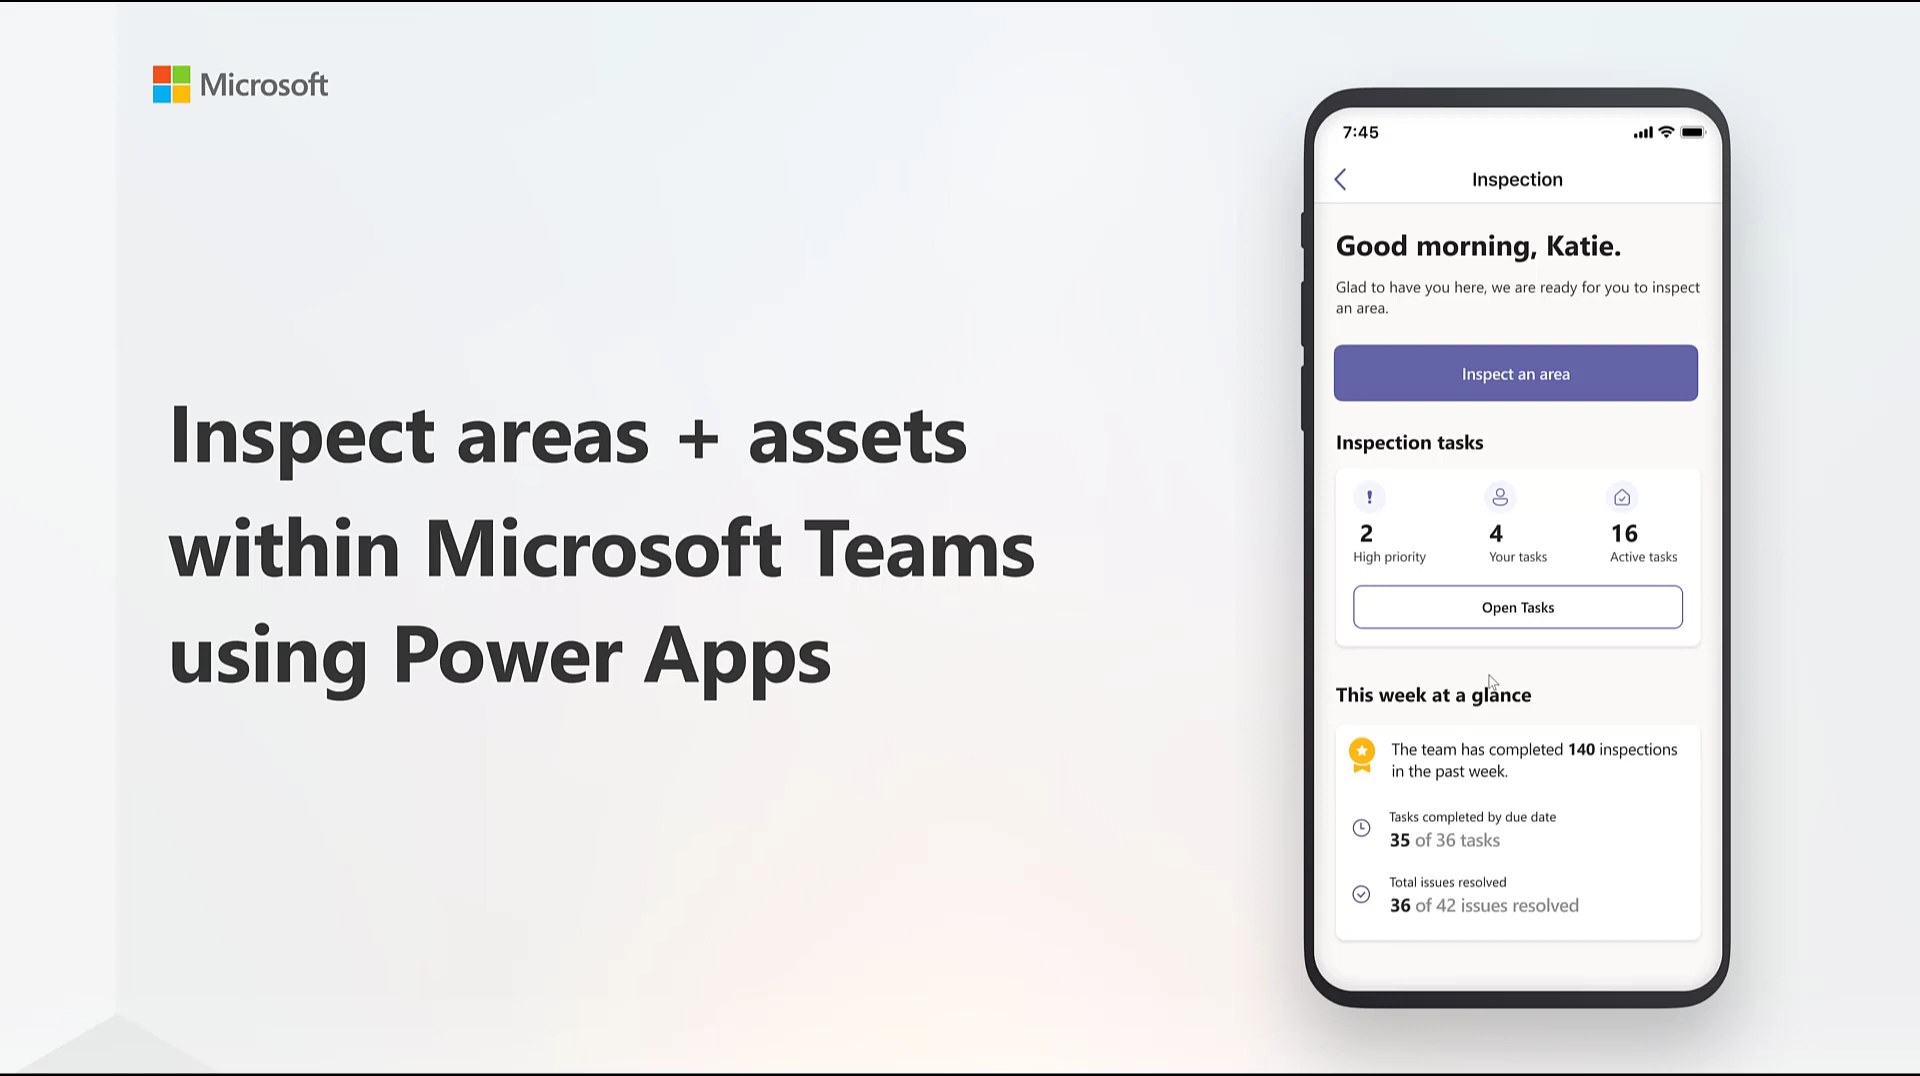 Microsoft
Inspect areas + assets
within Microsoft Teams
using Power Apps
7:45
Inspection
Good morning, Katie.
Glad to have you here, we are ready for you to inspect
an area.
Inspect an area
Inspection tasks
2 4 16
High priority Your tasks Active tasks
Open Tasks
This week at a glance
The team has completed 140 inspections
in the past week.
Tasks completed by due date
35 of 36 tasks
Total issues resolved
36 of 42 issues resolved